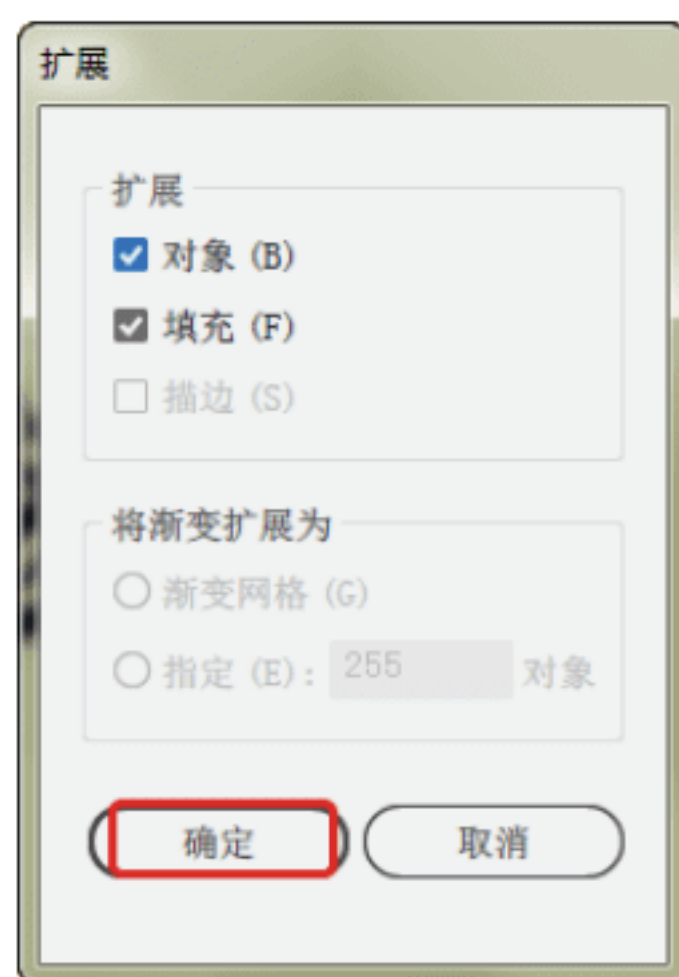 扩展
扩展
对象 (B)
填充 (F)
描边 (S)
将渐变扩展为
渐变网格 (G)
指定 (E): 255 对象
确定 取消